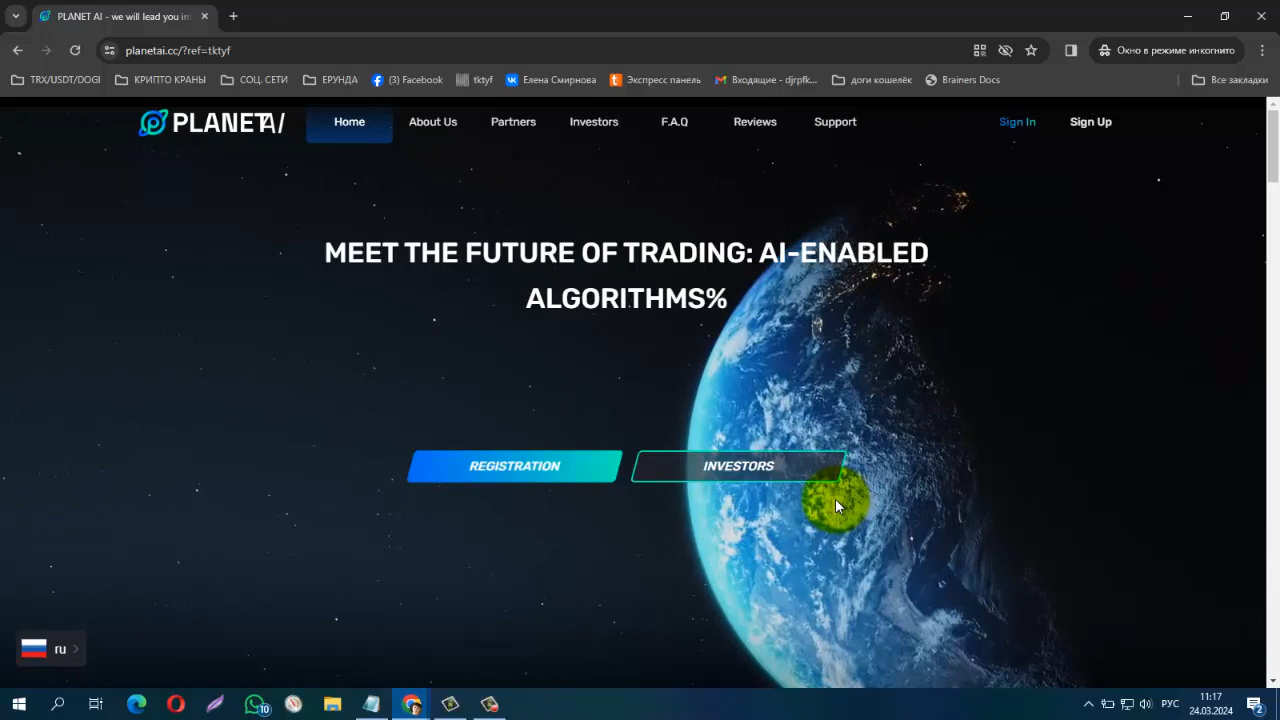 PLANET AI - we will lead you in
planetai.cc/?ref=tktyf
Окно в режиме инкогнито
TRX/USDT/DOGI
КРИПТО КРАНЫ
СОЦ. СЕТИ
ЕРУНДА
(3) Facebook
tktyf
Елена Смирнова
Экспресс панель
Входящие - djrpfk...
доги кошелёк
Brainers Docs
Все закладки
PLANETAI
Home
About Us
Partners
Investors
F.A.Q
Reviews
Support
Sign In
Sign Up
MEET THE FUTURE OF TRADING: AI-ENABLED
ALGORITHMS%
REGISTRATION
INVESTORS
ru
10
РУС
11:17
24.03.2024
2